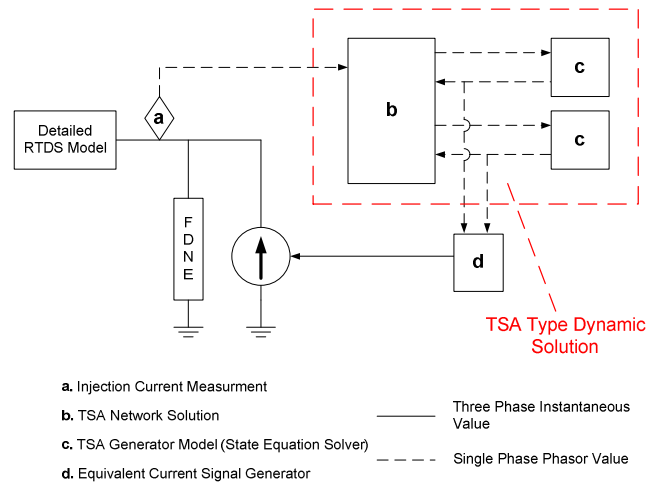 a
b
c
c
Detailed
RTDS Model
F
D
N
E
d
TSA Type Dynamic
Solution
a. Injection Current Measurment
b. TSA Network Solution
c. TSA Generator Model (State Equation Solver)
d. Equivalent Current Signal Generator
Three Phase Instantaneous
Value
Single Phase Phasor Value